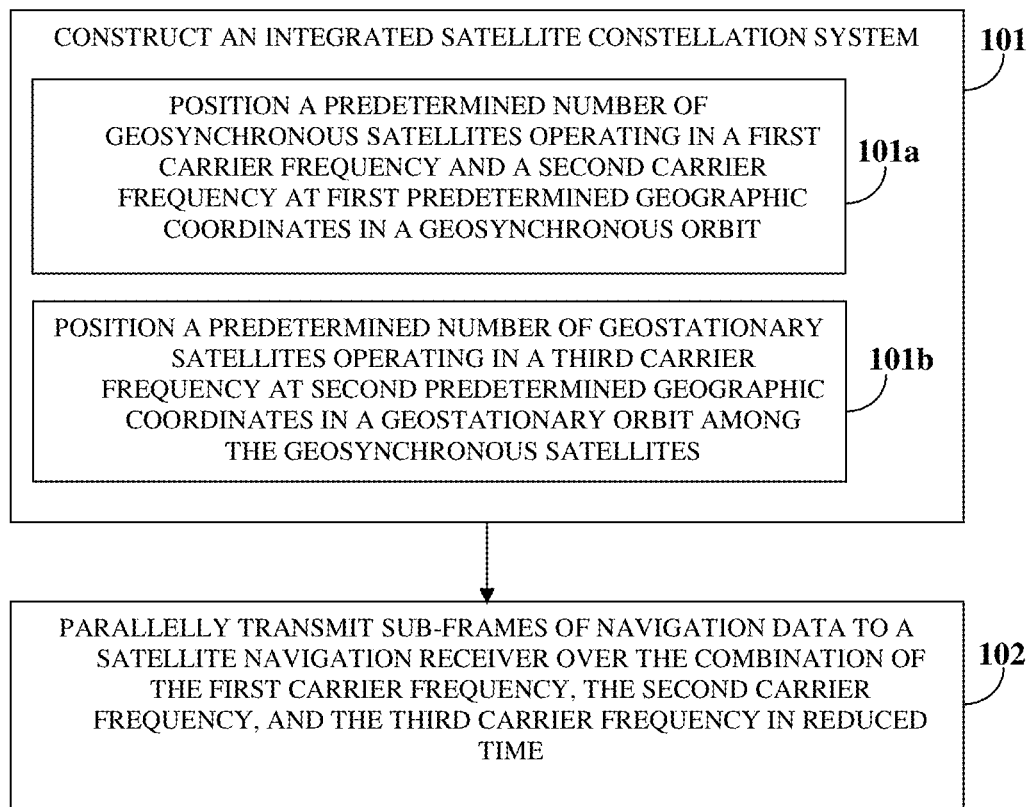 CONSTRUCT AN INTEGRATED SATELLITE CONSTELLATION SYSTEM
101
POSITION A PREDETERMINED NUMBER OF
GEOSYNCHRONOUS SATELLITES OPERATING IN A FIRST
CARRIER FREQUENCY AND A SECOND CARRIER
FREQUENCY AT FIRST PREDETERMINED GEOGRAPHIC
COORDINATES IN A GEOSYNCHRONOUS ORBIT
101a
POSITION A PREDETERMINED NUMBER OF GEOSTATIONARY
SATELLITES OPERATING IN A THIRD CARRIER
FREQUENCY AT SECOND PREDETERMINED GEOGRAPHIC
COORDINATES IN A GEOSTATIONARY ORBIT AMONG
THE GEOSYNCHRONOUS SATELLITES
101b
PARALLELLY TRANSMIT SUB-FRAMES OF NAVIGATION DATA TO A
SATELLITE NAVIGATION RECEIVER OVER THE COMBINATION OF
THE FIRST CARRIER FREQUENCY, THE SECOND CARRIER
FREQUENCY, AND THE THIRD CARRIER FREQUENCY IN REDUCED
TIME
102